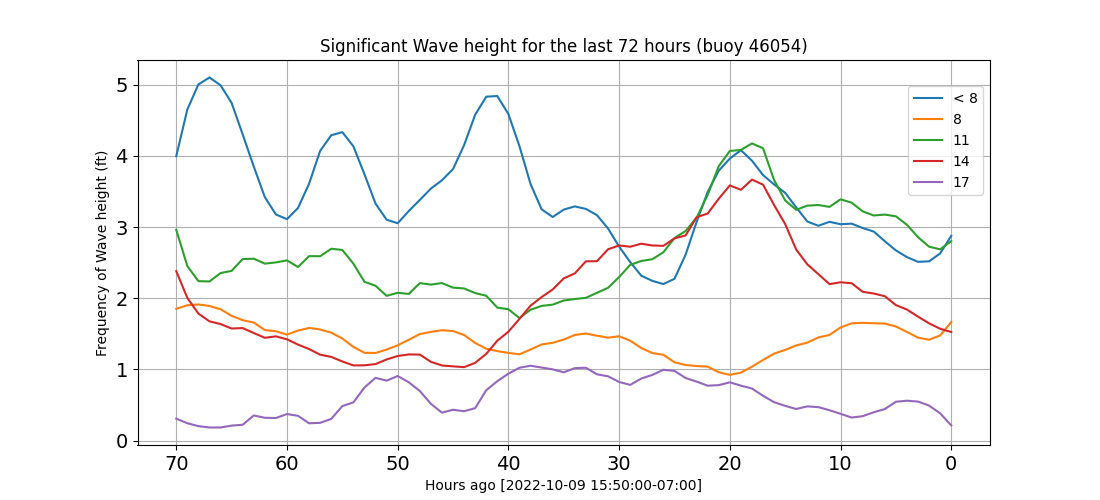 Significant Wave height for the last 72 hours (buoy 46054)
Frequency of Wave height (ft)
5
4
3
2
1
0
< 8
8
11
14
17
70 60 50 40 30 20 10 0
Hours ago [2022-10-09 15:50:00-07:00]